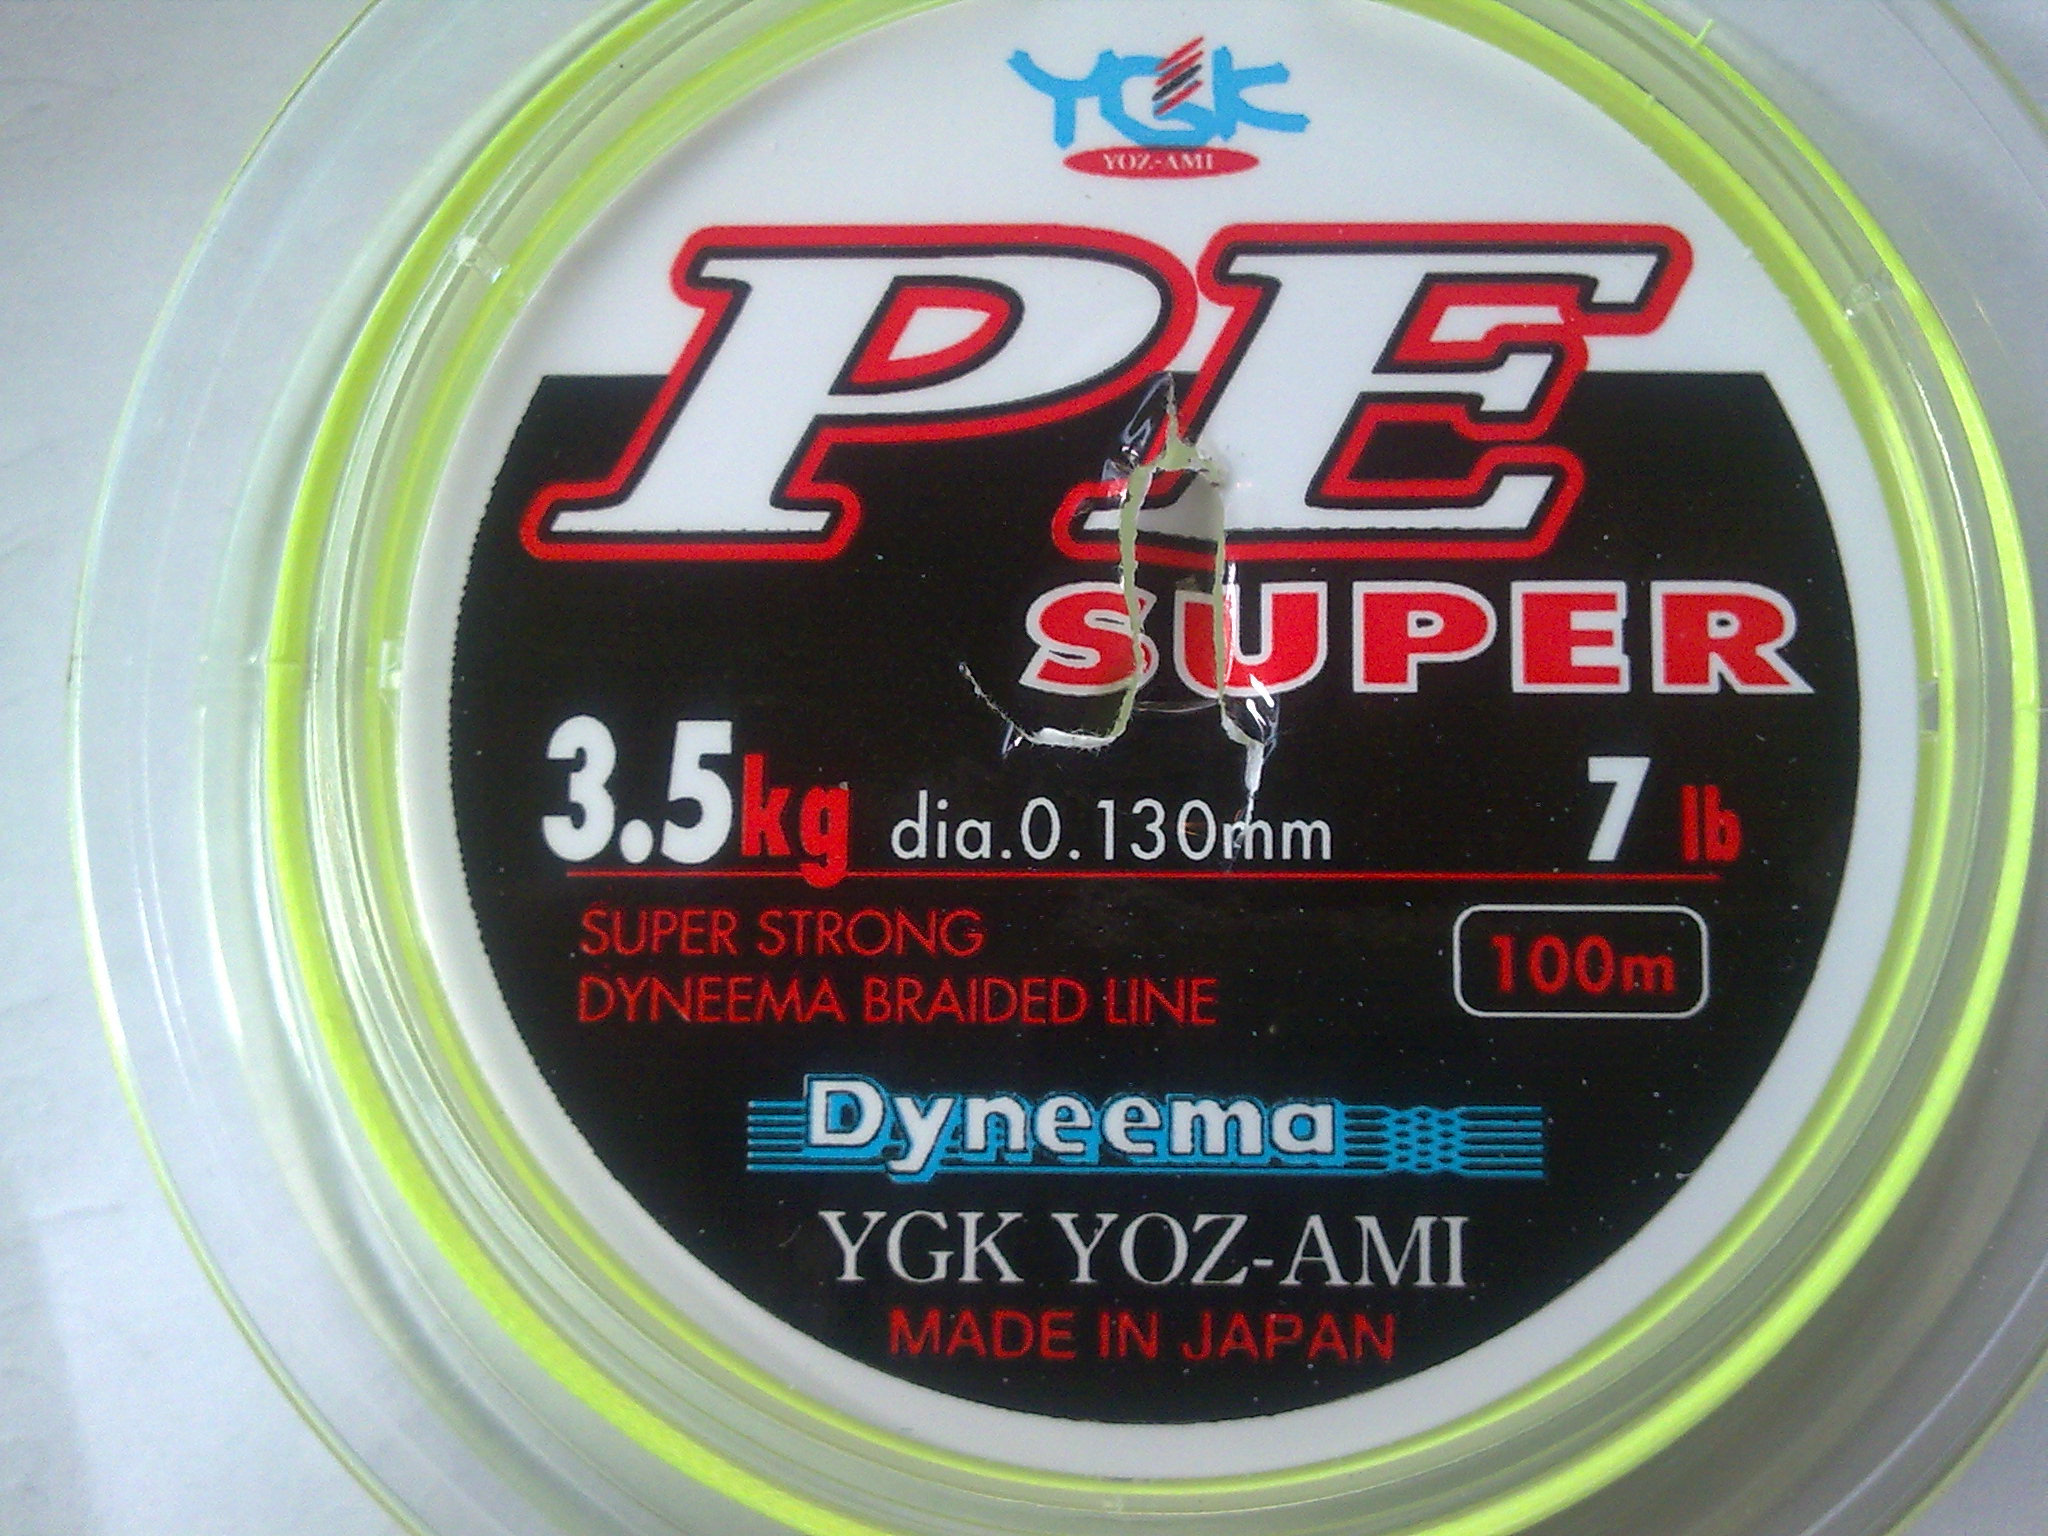 YGK
YOZ-AMI
PE
SUPER
3.5kg dia.0.130mm 7 lb
SUPER STRONG
DYNEEMA BRAIDED LINE
100m
Dyneema
YGK YOZ-AMI
MADE IN JAPAN